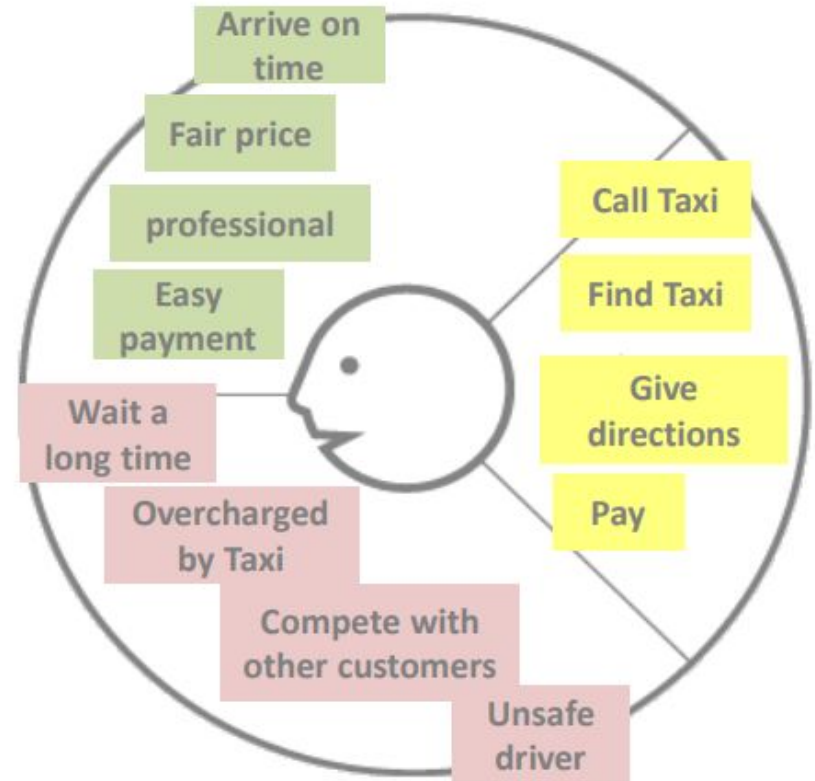 Arrive on
time
Fair price
professional
Easy
payment
Wait a
long time
Overcharged
by Taxi
Compete with
other customers
Unsafe
driver
Call Taxi
Find Taxi
Give
directions
Pay